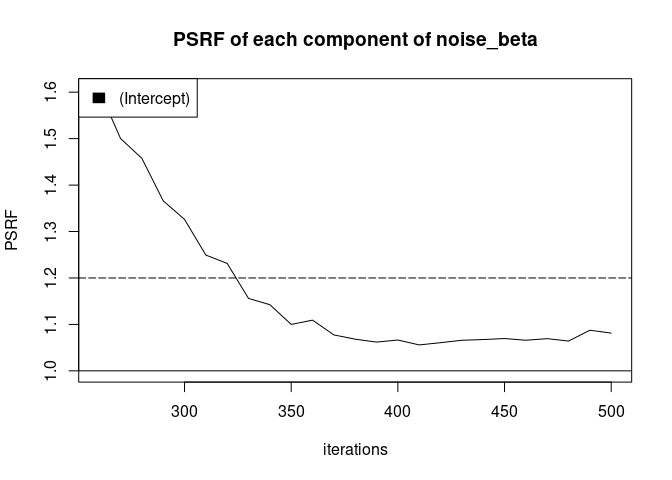 PSRF of each component of noise_beta
(Intercept)
PSRF
1.6
1.5
1.4
1.3
1.2
1.1
1.0
300 350 400 450 500
iterations